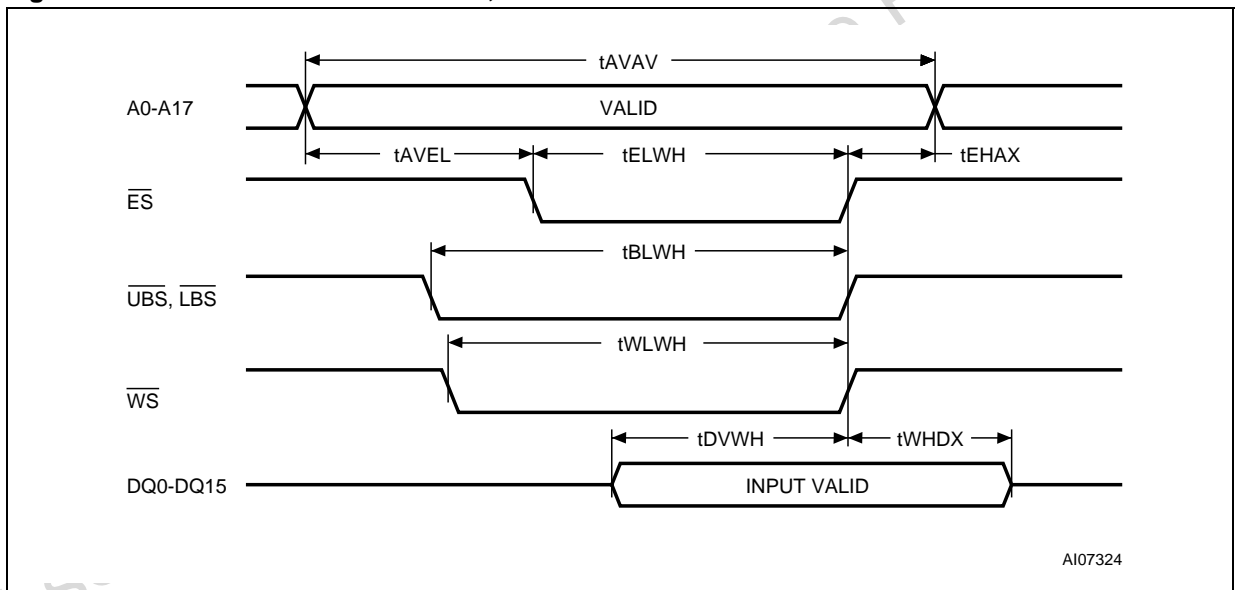 tAVAV
A0-A17
VALID
tAVEL
tELWH
tEHAX
ES
tBLWH
UBS, LBS
tWLWH
WS
tDVWH
tWHDX
DQ0-DQ15
INPUT VALID
AI07324